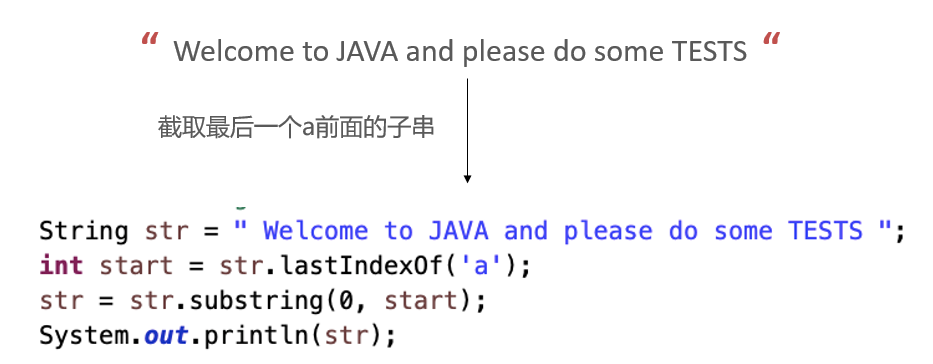 “ Welcome to JAVA and please do some TESTS “
截取最后一个a前面的子串
String str = " Welcome to JAVA and please do some TESTS ";
int start = str.lastIndexOf('a');
str = str.substring(0, start);
System.out.println(str);